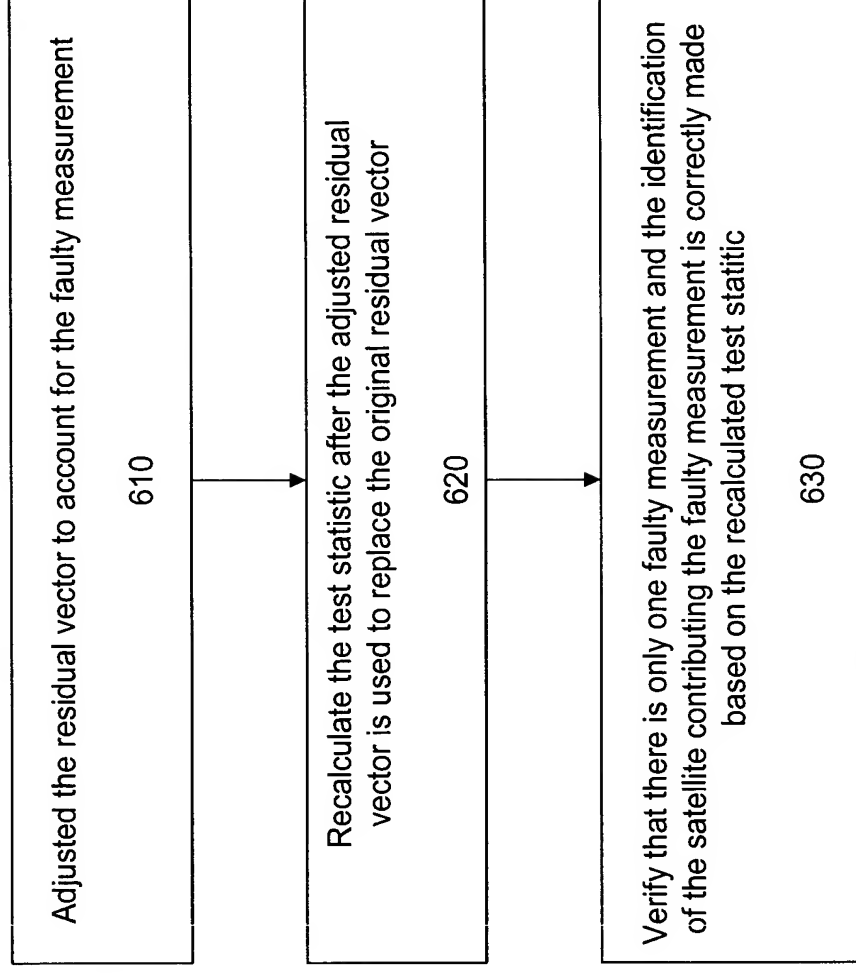 Adjusted the residual vector to account for the faulty measurement
610
Recalculate the test statistic after the adjusted residual
vector is used to replace the original residual vector
620
Verify that there is only one faulty measurement and the identification
of the satellite contributing the faulty measurement is correctly made
based on the recalculated test statitic
630